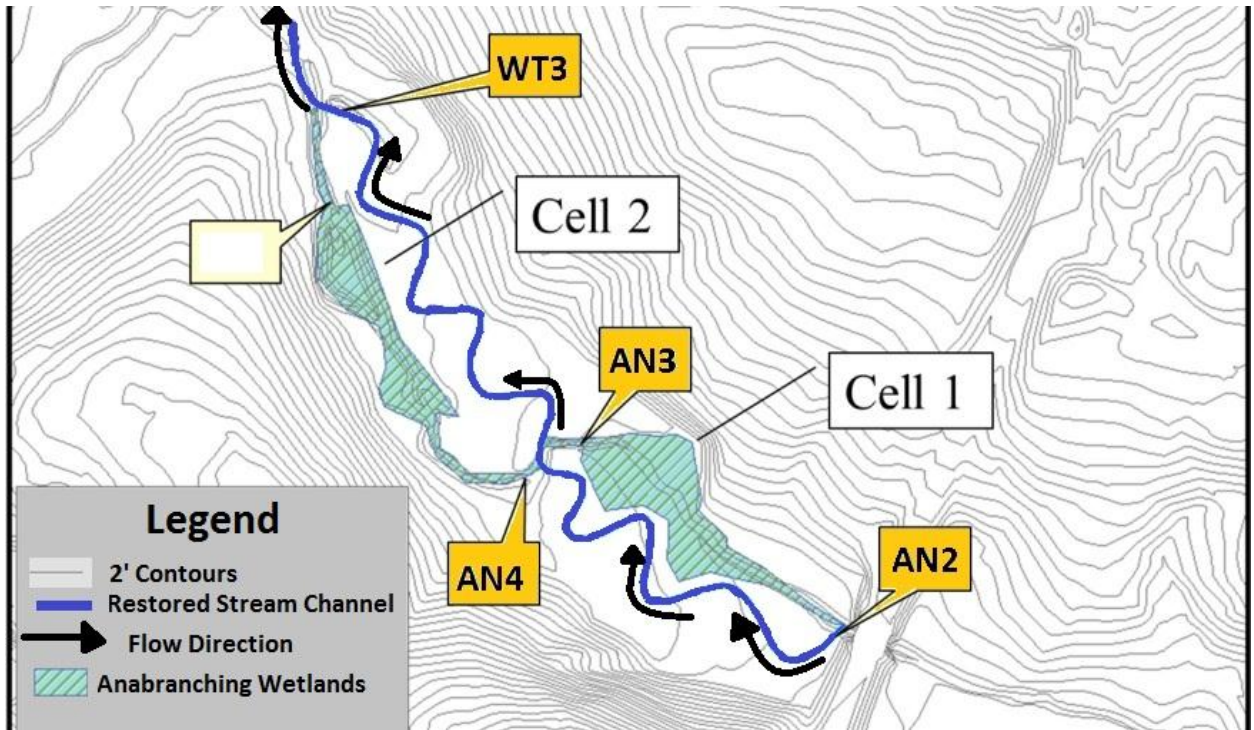 WT3
Cell 2
AN3
Cell 1
AN4
AN2
Legend
2' Contours
Restored Stream Channel
Flow Direction
Anabranching Wetlands